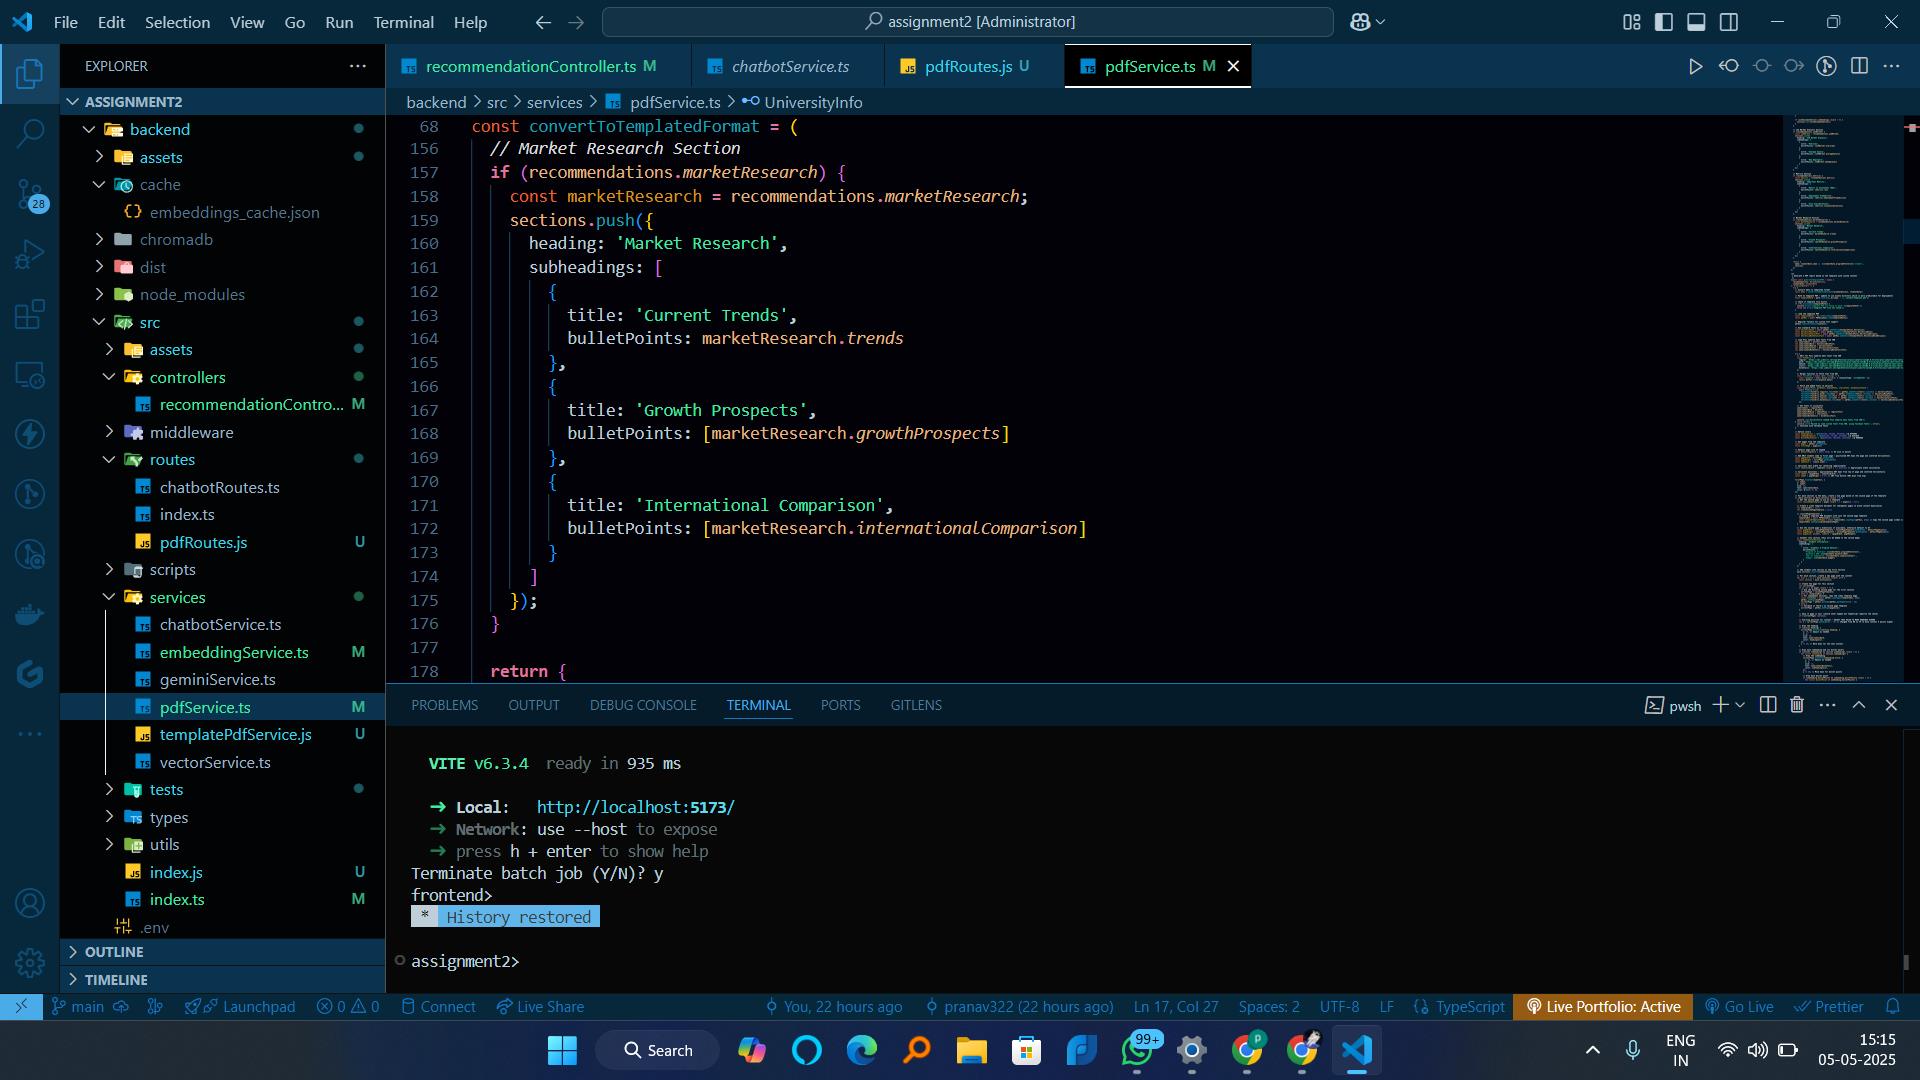 File Edit Selection View Go Run Terminal Help
assignment2 [Administrator]
EXPLORER
ASSIGNMENT2
backend
assets
cache
embeddings_cache.json
chromadb
dist
node_modules
src
assets
controllers
recommendationContro... M
middleware
routes
chatbotRoutes.ts
index.ts
pdfRoutes.js U
scripts
services
chatbotService.ts
embeddingService.ts M
geminiService.ts
pdfService.ts M
templatePdfService.js U
vectorService.ts
tests
types
utils
index.js U
index.ts M
.env
OUTLINE
TIMELINE
28
recommendationController.ts M
chatbotService.ts
pdfRoutes.js U
pdfService.ts M
backend > src > services > pdfService.ts > UniversityInfo
68 const convertToTemplatedFormat = (
156 // Market Research Section
157 if (recommendations.marketResearch) {
158 const marketResearch = recommendations.marketResearch;
159 sections.push({
160 heading: 'Market Research',
161 subheadings: [
162 {
163 title: 'Current Trends',
164 bulletPoints: marketResearch.trends
165 },
166 {
167 title: 'Growth Prospects',
168 bulletPoints: [marketResearch.growthProspects]
169 },
170 {
171 title: 'International Comparison',
172 bulletPoints: [marketResearch.internationalComparison]
173 }
174 ]
175 });
176 }
177
178 return {
PROBLEMS OUTPUT DEBUG CONSOLE TERMINAL PORTS GITLENS
pwsh
VITE v6.3.4 ready in 935 ms
➜ Local: http://localhost:5173/
➜ Network: use --host to expose
➜ press h + enter to show help
Terminate batch job (Y/N)? y
frontend>
* History restored
assignment2>
main Launchpad 0 0 Connect Live Share You, 22 hours ago pranav322 (22 hours ago) Ln 17, Col 27 Spaces: 2 UTF-8 LF {} TypeScript Live Portfolio: Active Go Live Prettier
Search
99+
P
ENG
IN
15:15
05-05-2025